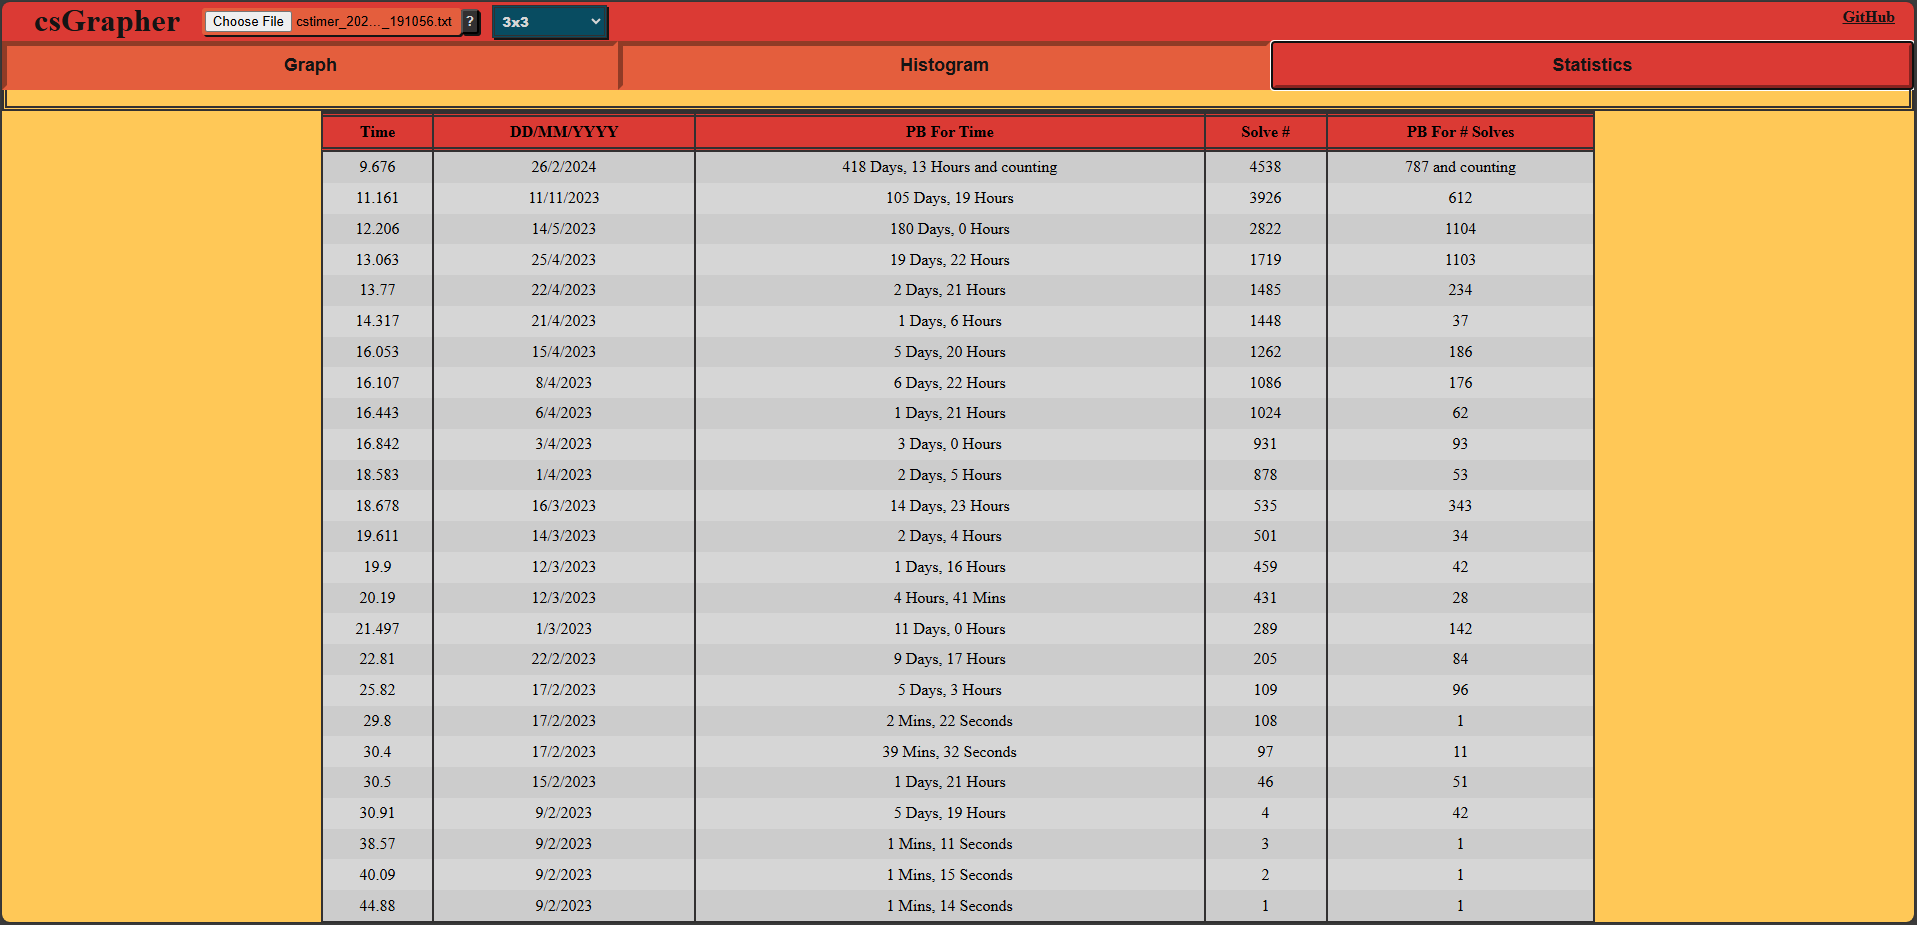 csGrapher Choose File cstimer_202..._191056.txt ? 3x3 GitHub
Graph Histogram Statistics
Time DD/MM/YYYY PB For Time Solve # PB For # Solves
9.676 26/2/2024 418 Days, 13 Hours and counting 4538 787 and counting
11.161 11/11/2023 105 Days, 19 Hours 3926 612
12.206 14/5/2023 180 Days, 0 Hours 2822 1104
13.063 25/4/2023 19 Days, 22 Hours 1719 1103
13.77 22/4/2023 2 Days, 21 Hours 1485 234
14.317 21/4/2023 1 Days, 6 Hours 1448 37
16.053 15/4/2023 5 Days, 20 Hours 1262 186
16.107 8/4/2023 6 Days, 22 Hours 1086 176
16.443 6/4/2023 1 Days, 21 Hours 1024 62
16.842 3/4/2023 3 Days, 0 Hours 931 93
18.583 1/4/2023 2 Days, 5 Hours 878 53
18.678 16/3/2023 14 Days, 23 Hours 535 343
19.611 14/3/2023 2 Days, 4 Hours 501 34
19.9 12/3/2023 1 Days, 16 Hours 459 42
20.19 12/3/2023 4 Hours, 41 Mins 431 28
21.497 1/3/2023 11 Days, 0 Hours 289 142
22.81 22/2/2023 9 Days, 17 Hours 205 84
25.82 17/2/2023 5 Days, 3 Hours 109 96
29.8 17/2/2023 2 Mins, 22 Seconds 108 1
30.4 17/2/2023 39 Mins, 32 Seconds 97 11
30.5 15/2/2023 1 Days, 21 Hours 46 51
30.91 9/2/2023 5 Days, 19 Hours 4 42
38.57 9/2/2023 1 Mins, 11 Seconds 3 1
40.09 9/2/2023 1 Mins, 15 Seconds 2 1
44.88 9/2/2023 1 Mins, 14 Seconds 1 1